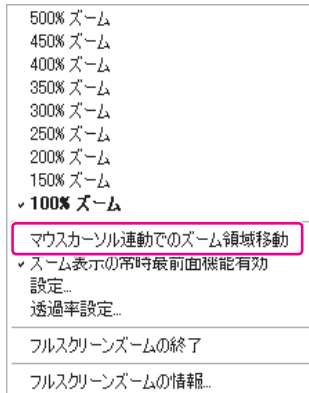 500% ズーム
450% ズーム
400% ズーム
350% ズーム
300% ズーム
250% ズーム
200% ズーム
150% ズーム
✓100% ズーム
マウスカーソル連動でのズーム領域移動
✓ズーム表示の常時最前面機能有効
設定...
透過率設定...
フルスクリーンズームの終了
フルスクリーンズームの情報...